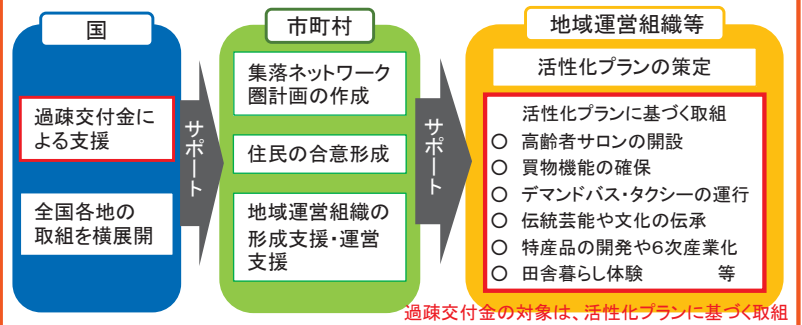 国
過疎交付金に
よる支援
全国各地の
取組を横展開
サポート
市町村
集落ネットワーク
圏計画の作成
住民の合意形成
地域運営組織の
形成支援・運営
支援
サポート
地域運営組織等
活性化プランの策定
活性化プランに基づく取組
○ 高齢者サロンの開設
○ 買物機能の確保
○ デマンドバス・タクシーの運行
○ 伝統芸能や文化の伝承
○ 特産品の開発や6次産業化
○ 田舎暮らし体験 等
過疎交付金の対象は、活性化プランに基づく取組